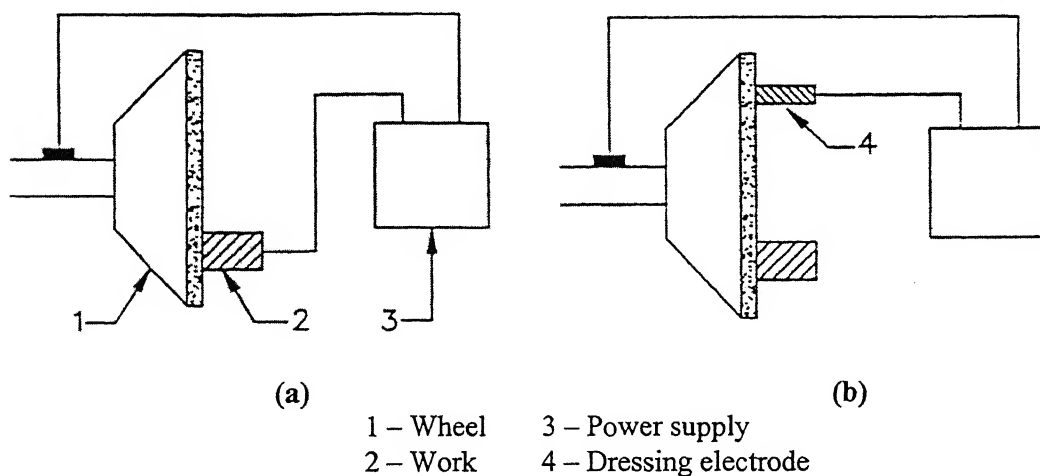 4
1
2
3
(a)
(b)
1 – Wheel 3 – Power supply
2 – Work 4 – Dressing electrode